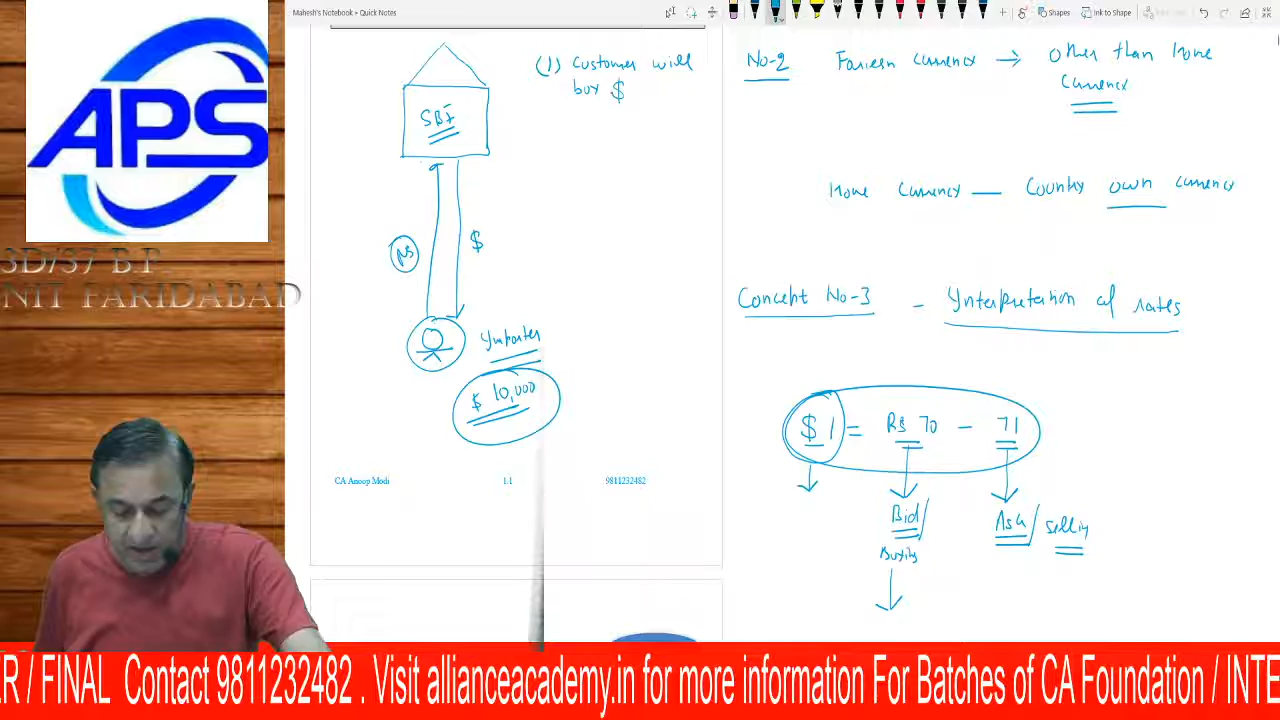 Mahesh's Notebook + Quick Notes
Shapes
Ink to Shape
APS
3D/37 B.P.
NIT FARIDABAD
SBI
Rs
$
Importer
$ 10,000
(1) Customer will
buy $
CA Anoop Modi
1.1
9811232482
No-2
Foriegn currency → Other than Home
currency
Home Currency — Country own currency
Concept No-3 - Interpretation of rates
$ 1 = Rs 70 - 71
Bid/
Buying
Ask/ selling
ER / FINAL Contact 9811232482 . Visit allianceacademy.in for more information For Batches of CA Foundation / INTE